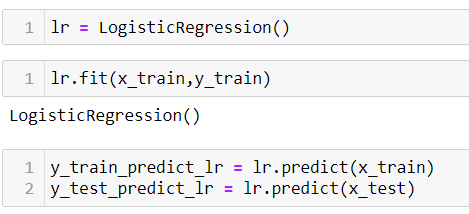 1 lr = LogisticRegression()
1 lr.fit(x_train,y_train)
LogisticRegression()
1 y_train_predict_lr = lr.predict(x_train)
2 y_test_predict_lr = lr.predict(x_test)